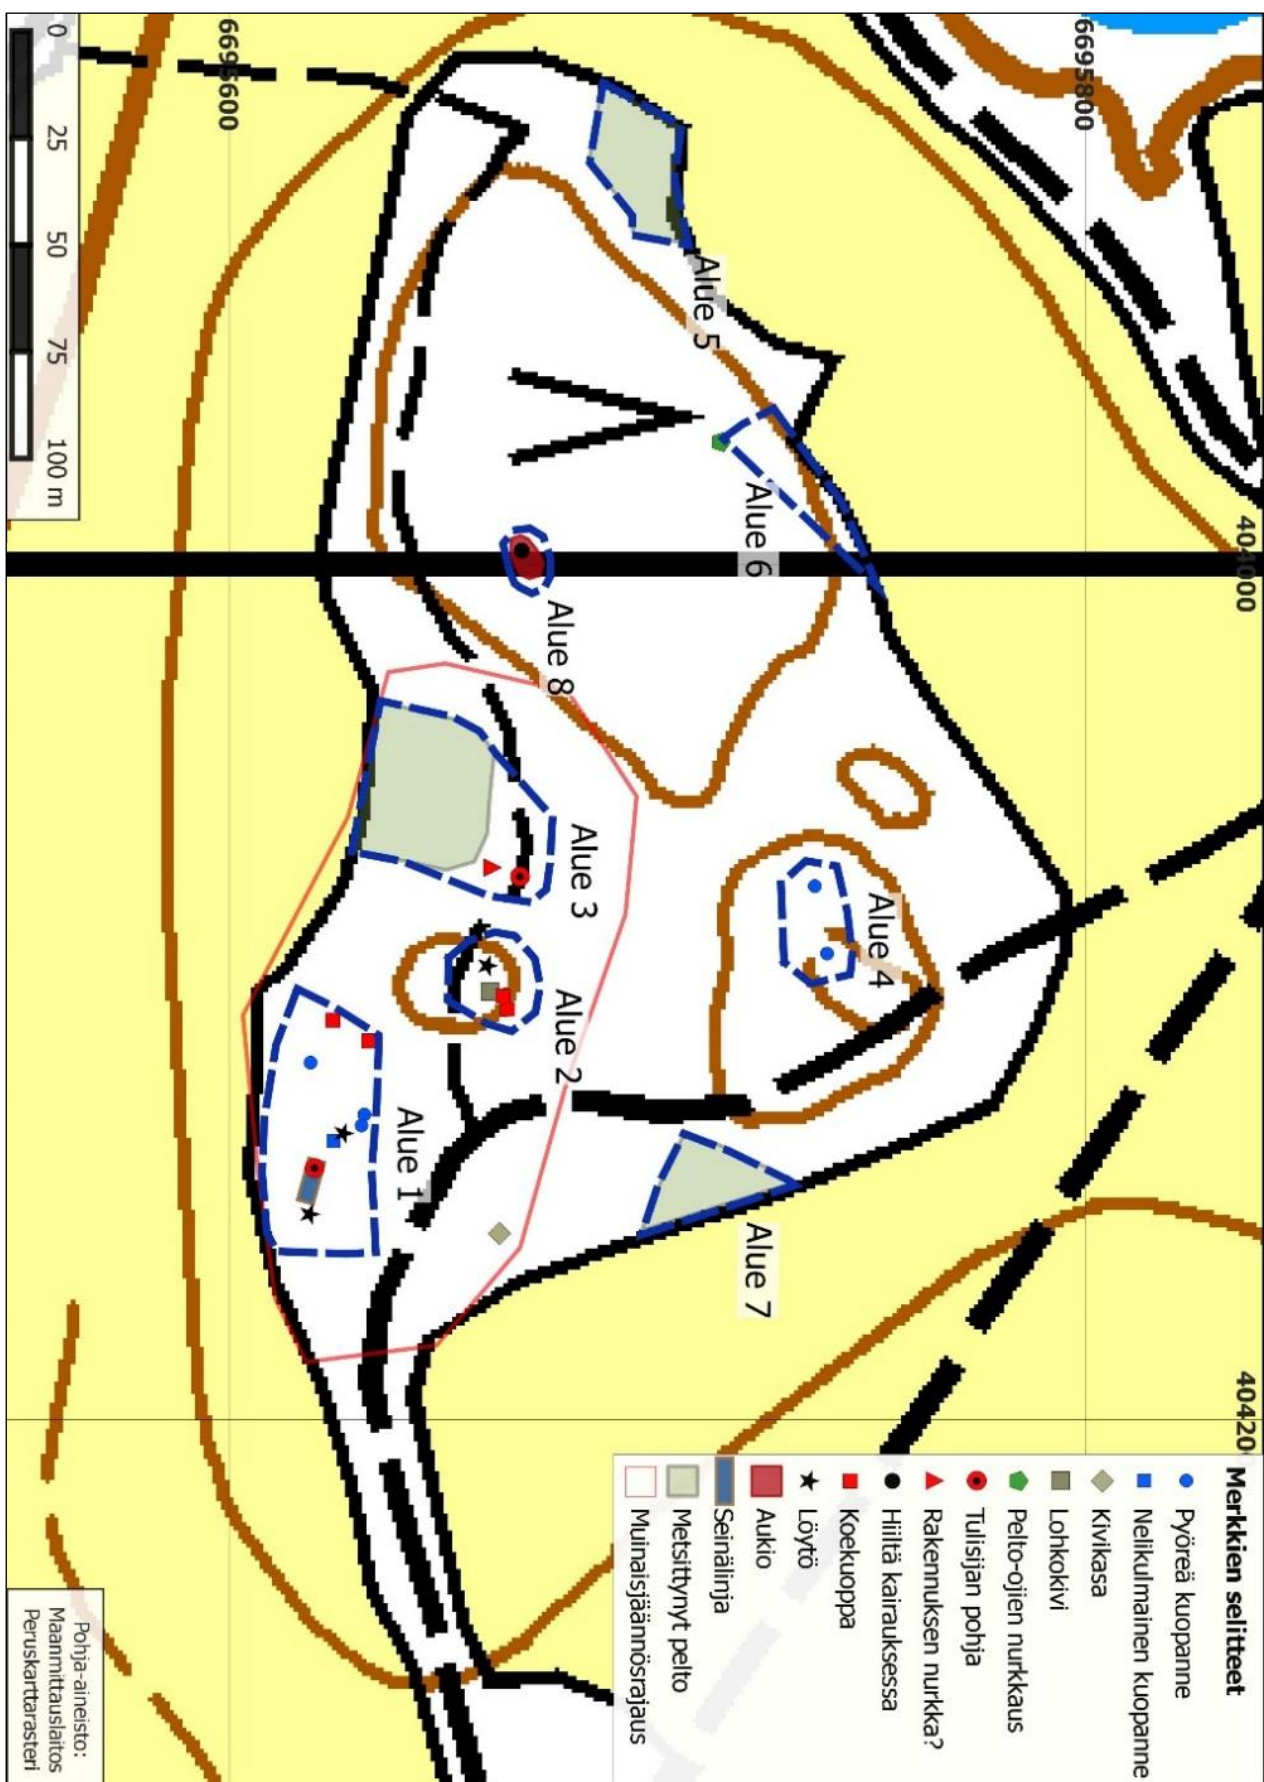 404000
40420
Merkkien selitteet
Pyöreä kuopanne
Nelikulmainen kuopanne
Kivikasa
Lohkokivi
Pelto-ojien nurkkaus
Tulisijan pohja
Rakennuksen nurkka?
Hiiltä kairauksessa
Koekuoppa
Löytö
Aukio
Seinälinja
Metsittynyt pelto
Muinaisjäännösrajaus
6695800
Alue 4
Alue 6
Alue 7
Alue 5
Alue 3
Alue 8
Alue 2
Alue 1
6695600
0
25
50
75
100 m
Pohja-aineisto:
Maanmittauslaitos
Peruskarttarasteri